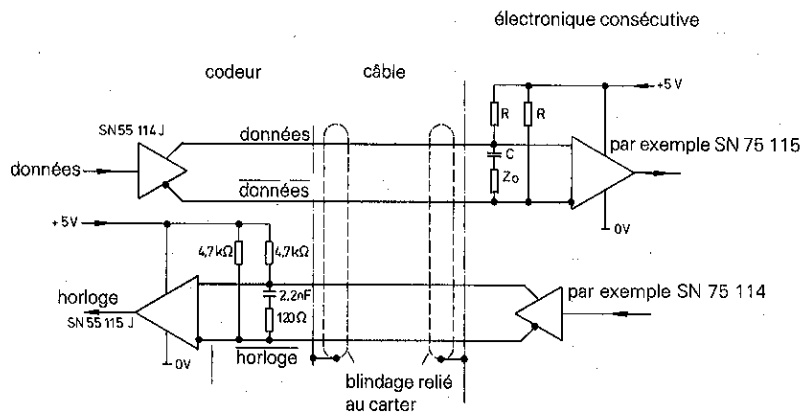 électronique consécutive
codeur
câble
+5V
SN55 114J
données
R
R
par exemple SN 75 115
données
C
Zo
données
0V
+5V
4,7kΩ
4,7kΩ
horloge
2,2nF
par exemple SN 75 114
SN 55 115 J
120Ω
0V
horloge
blindage relié
au carter